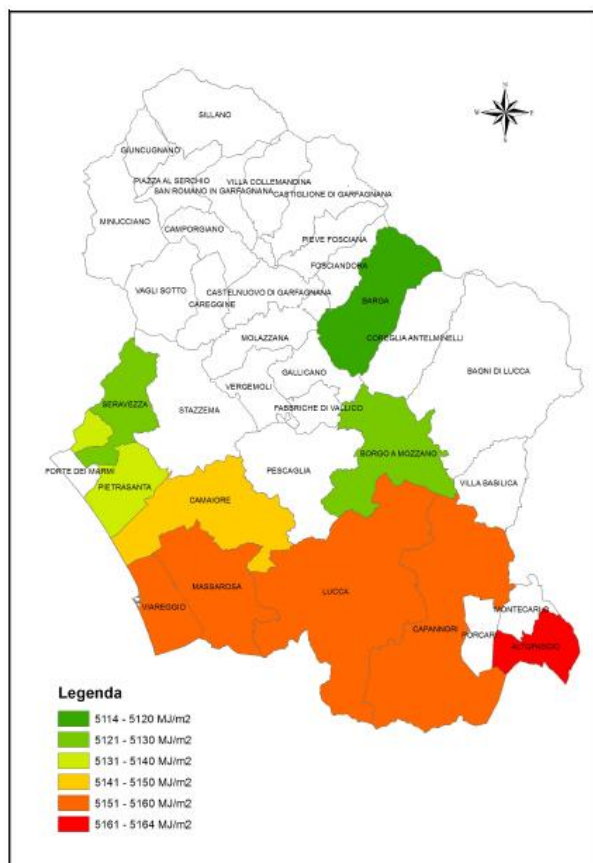 N
W
E
S
SILLANO
GIUNCUGNANO
PIAZZA AL SERCHIO
VILLA COLLEMANDINA
SAN ROMANO IN GARFAGNANA
CASTIGLIONE DI GARFAGNANA
MINUCCIANO
CAMPORGIANO
PIEVE FOSCIANA
FOSCIANDORA
VAGLI SOTTO
CASTELNUOVO DI GARFAGNANA
CAREGGINE
BARGA
MOLAZZANA
COREGLIA ANTELMINELLI
GALLICANO
BAGNI DI LUCCA
VERGEMOLI
SERAVEZZA
STAZZEMA
FABBRICHE DI VALLICO
BORGO A MOZZANO
FORTE DEI MARMI
PESCAGLIA
PIETRASANTA
VILLA BASILICA
CAMAIORE
MASSAROSA
LUCCA
VIAREGGIO
MONTECARLO
CAPANNORI
PORCARI
ALTOPASCIO
Legenda
5114 - 5120 MJ/m2
5121 - 5130 MJ/m2
5131 - 5140 MJ/m2
5141 - 5150 MJ/m2
5151 - 5160 MJ/m2
5161 - 5164 MJ/m2